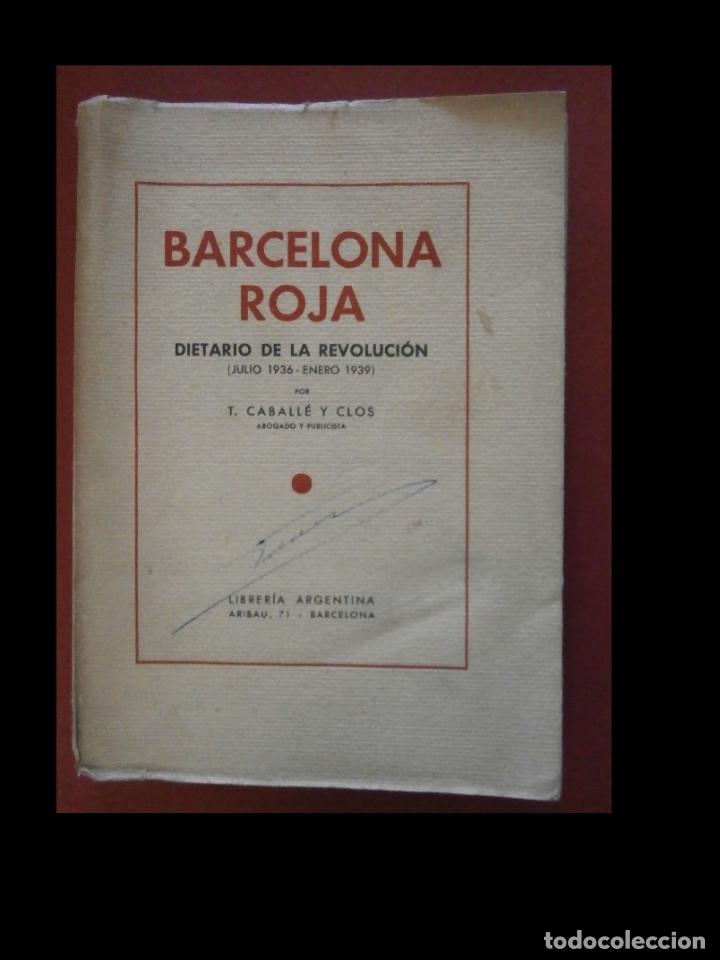 BARCELONA
ROJA
DIETARIO DE LA REVOLUCIÓN
(JULIO 1936 - ENERO 1939)
POR
T. CABALLÉ Y CLOS
ABOGADO Y PUBLICISTA
LIBRERÍA ARGENTINA
ARIBAU, 71 - BARCELONA
todocoleccion